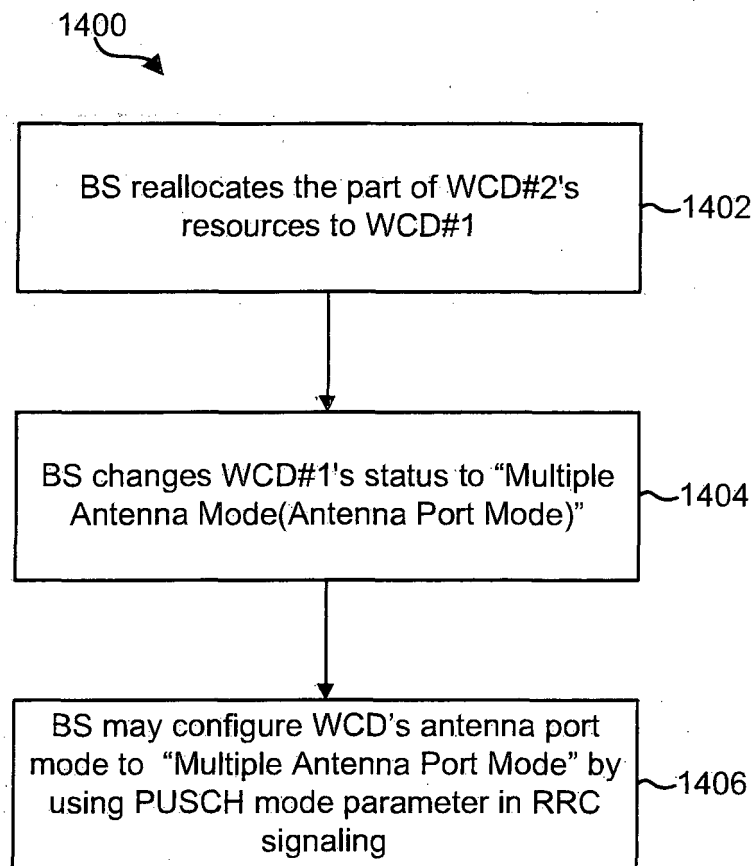 1400
BS reallocates the part of WCD#2's
resources to WCD#1
1402
BS changes WCD#1's status to “Multiple
Antenna Mode(Antenna Port Mode)”
1404
BS may configure WCD's antenna port
mode to “Multiple Antenna Port Mode” by
using PUSCH mode parameter in RRC
signaling
1406